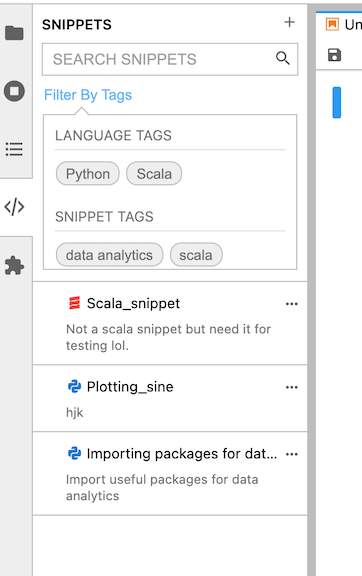 SNIPPETS
SEARCH SNIPPETS
Filter By Tags
LANGUAGE TAGS
Python
Scala
SNIPPET TAGS
data analytics
scala
Scala_snippet
Not a scala snippet but need it for
testing lol.
Plotting_sine
hjk
Importing packages for dat...
Import useful packages for data
analytics
Un